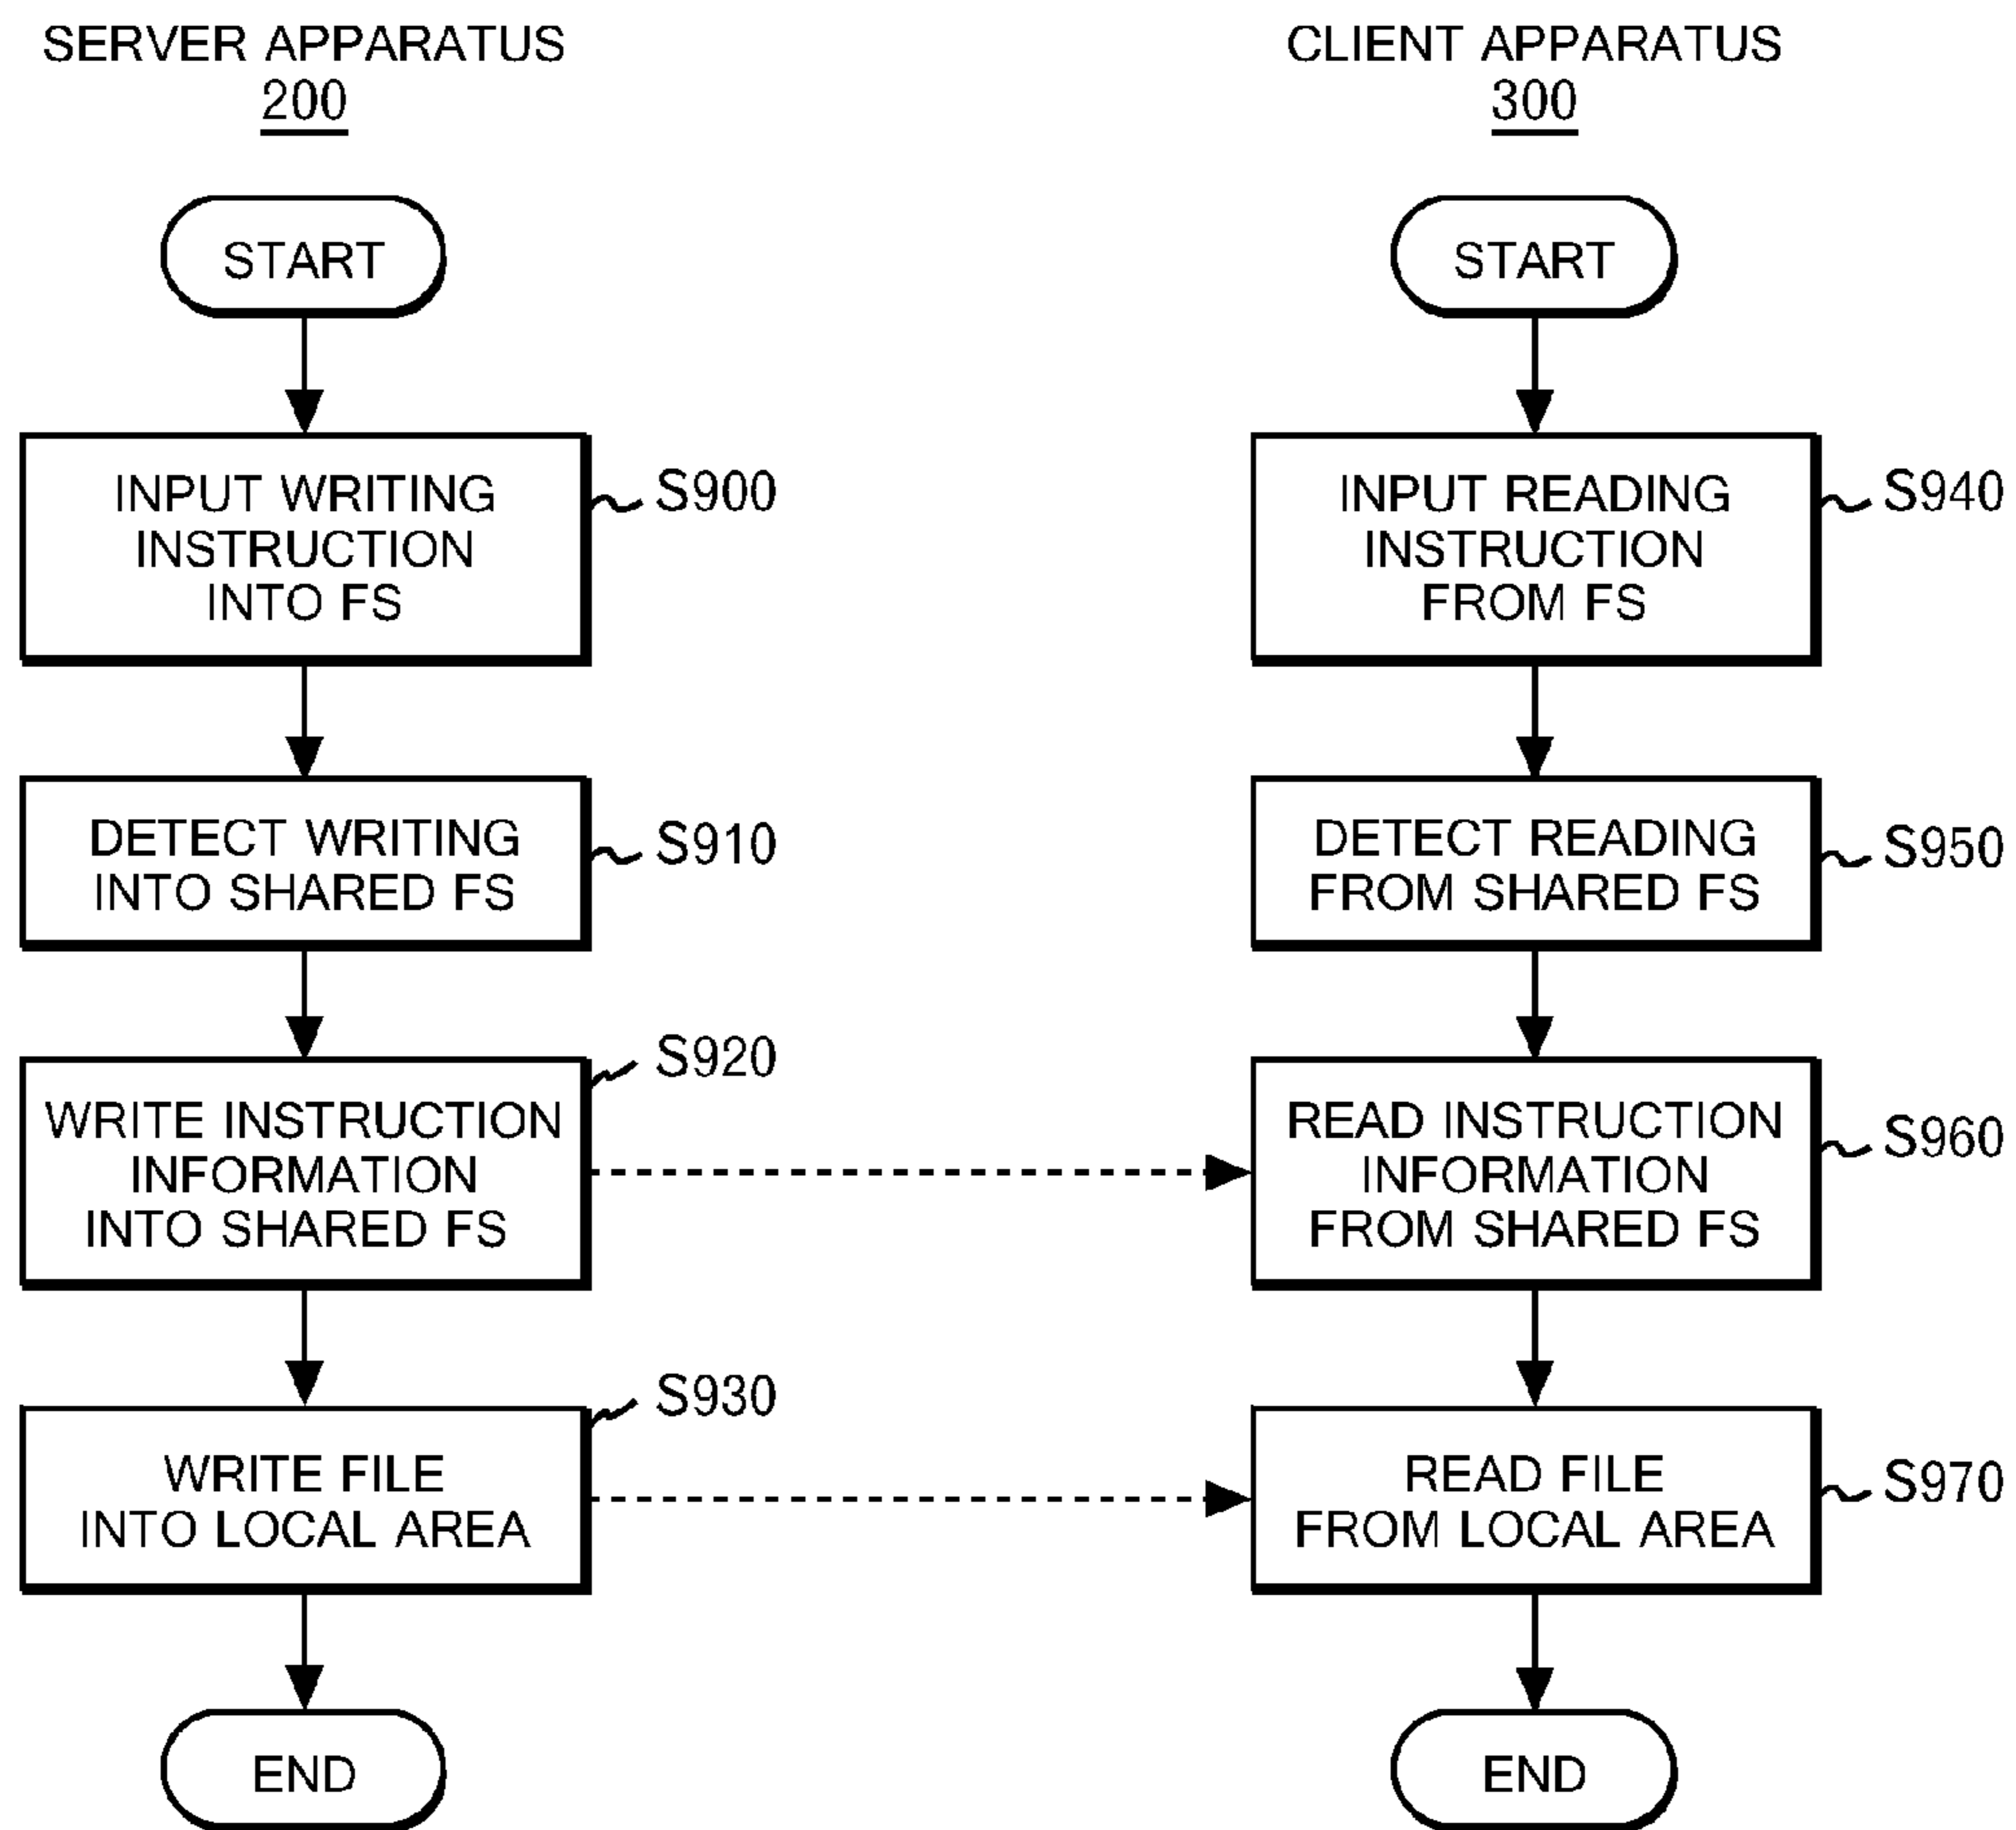 SERVER APPARATUS
200
START
INPUT WRITING
INSTRUCTION
INTO FS
S900
DETECT WRITING
INTO SHARED FS
S910
WRITE INSTRUCTION
INFORMATION
INTO SHARED FS
S920
WRITE FILE
INTO LOCAL AREA
S930
END
CLIENT APPARATUS
300
START
INPUT READING
INSTRUCTION
FROM FS
S940
DETECT READING
FROM SHARED FS
S950
READ INSTRUCTION
INFORMATION
FROM SHARED FS
S960
READ FILE
FROM LOCAL AREA
S970
END